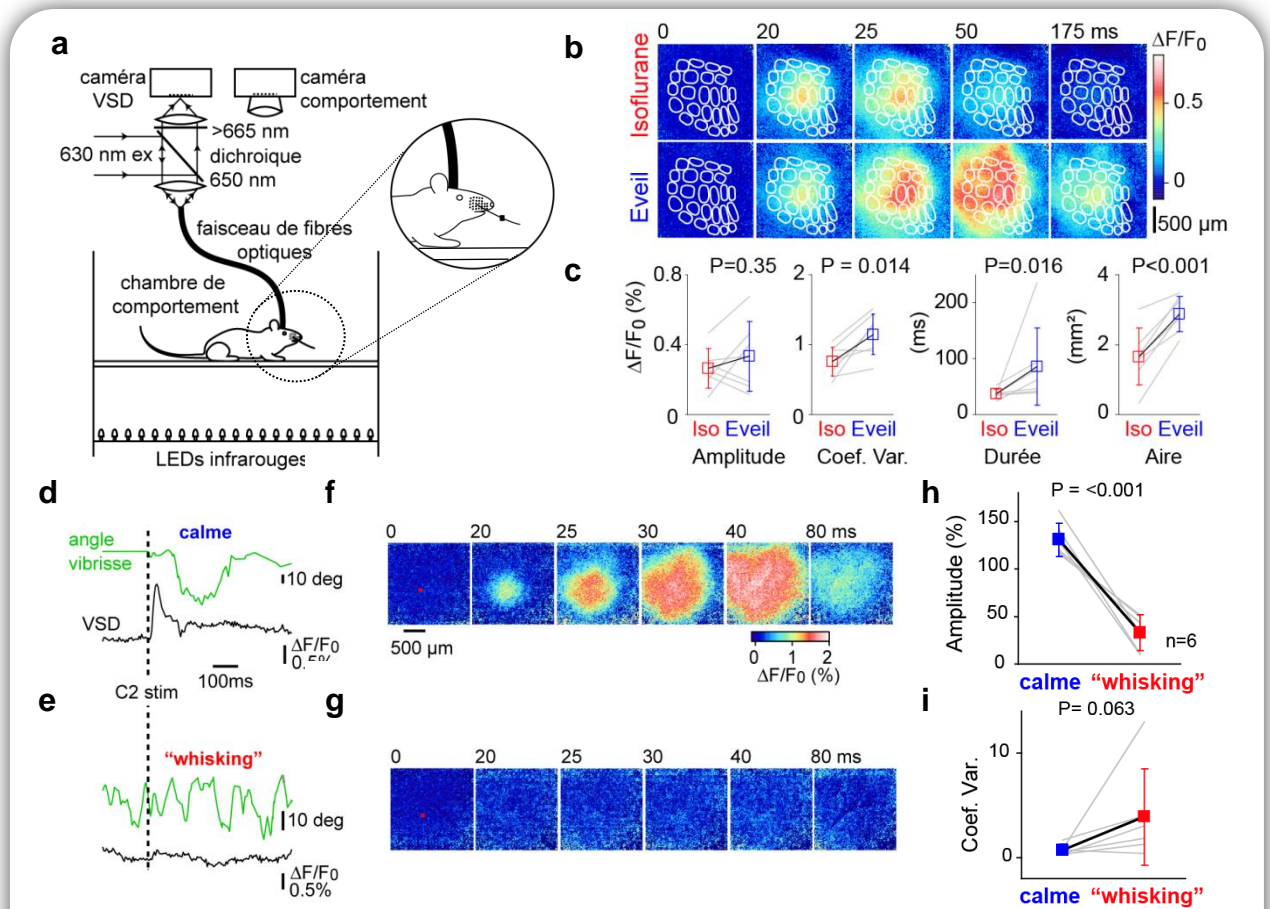 a
caméra
VSD
caméra
comportement
>665 nm
630 nm ex
dichroique
650 nm
faisceau de fibres
optiques
chambre de
comportement
LEDs infrarouges
b
0
20
25
50
175 ms
ΔF/F0
Isoflurane
Eveil
0.5
0
500 µm
c
P=0.35
P = 0.014
P=0.016
P<0.001
ΔF/F0 (%)
0.8
0.4
0
2
1
0
(ms)
200
100
0
(mm²)
4
2
0
Iso Eveil
Iso Eveil
Iso Eveil
Iso Eveil
Amplitude
Coef. Var.
Durée
Aire
d
angle
vibrisse
calme
10 deg
VSD
ΔF/F0
0.5%
100ms
C2 stim
e
"whisking"
10 deg
ΔF/F0
0.5%
f
0
20
25
30
40
80 ms
500 µm
0 1 2
ΔF/F0 (%)
g
0
20
25
30
40
80 ms
h
P = <0.001
Amplitude (%)
150
100
50
0
n=6
calme "whisking"
i
P= 0.063
Coef. Var.
10
0
calme "whisking"